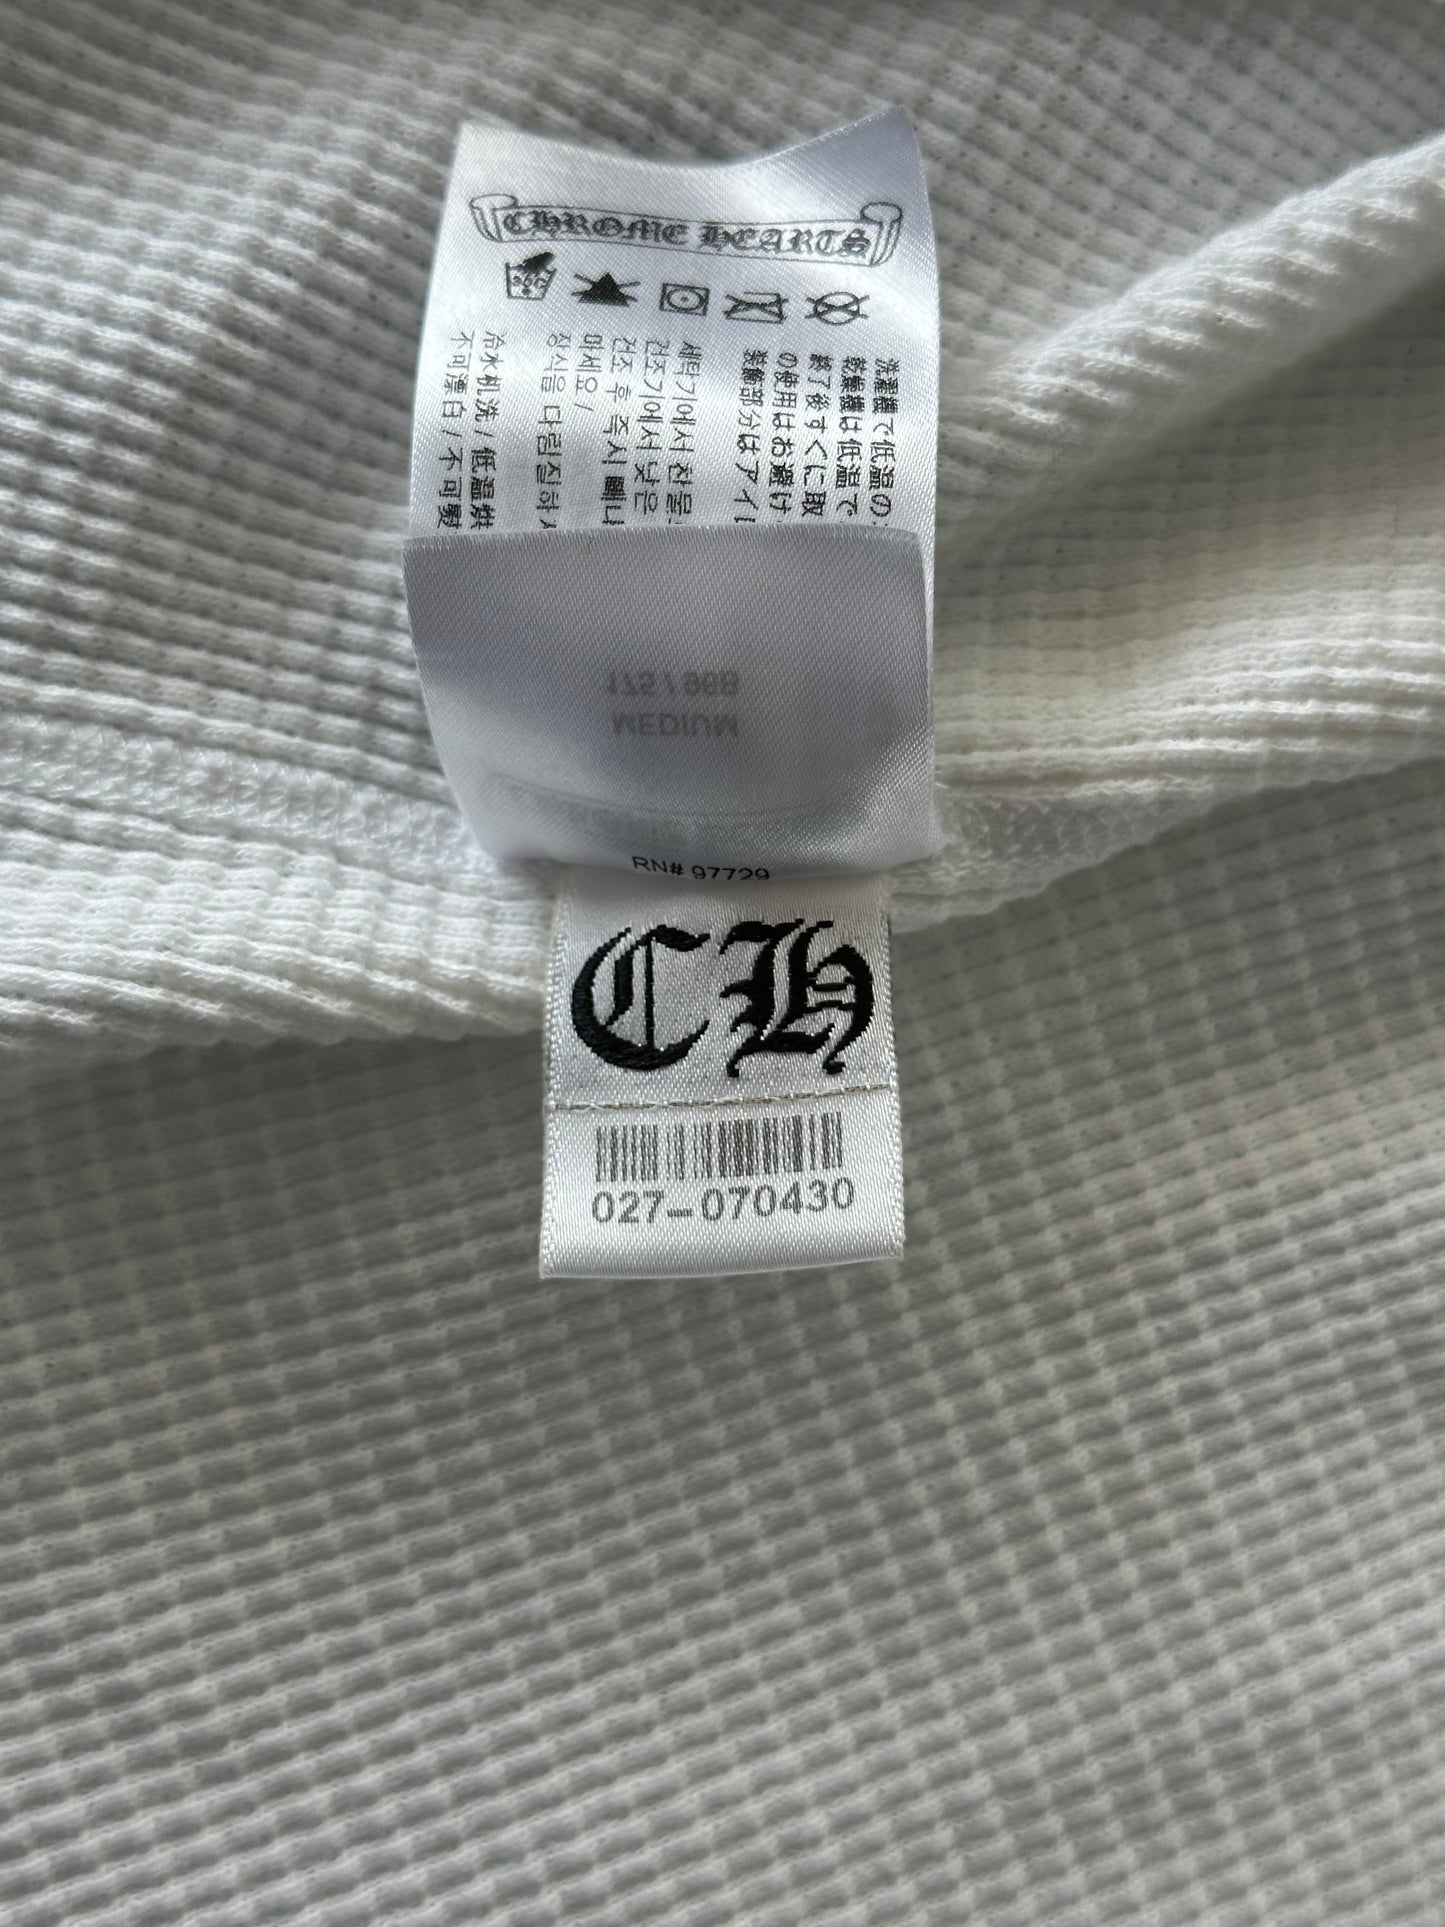 CHROME HEARTS
洗濯機で低温の
乾燥機は低温で
終了後すぐに取
の使用はお避け
装飾部分はアイ
세탁기에서 찬물
건조기에서 낮은
건조 후 즉시 빼내
마세요 /
장식을 다림질하
冷水机洗 / 低温烘
不可漂白 / 不可熨
175 / 96B
MEDIUM
RN# 97729
CH
027-070430